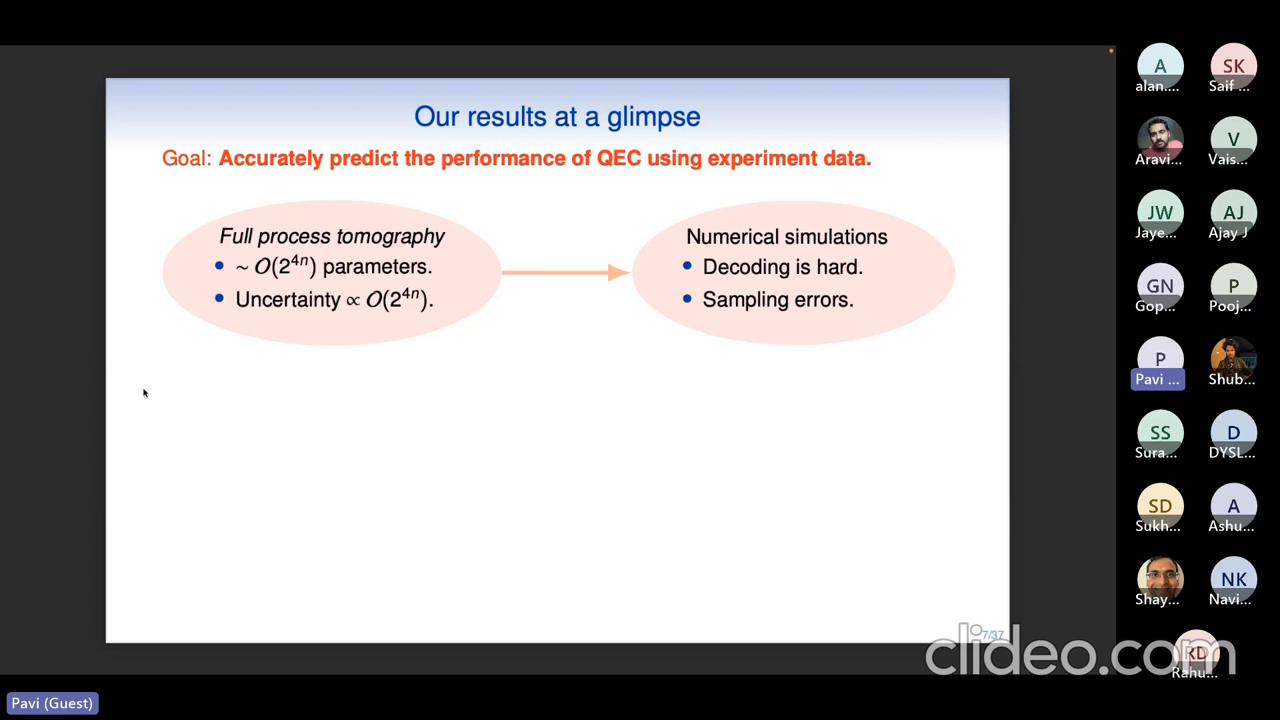 Our results at a glimpse
Goal: Accurately predict the performance of QEC using experiment data.
Full process tomography
• ~ O(2^{4n}) parameters.
• Uncertainty ∝ O(2^{4n}).
Numerical simulations
• Decoding is hard.
• Sampling errors.
7/37
clideo.com
A
alan....
SK
Saif ...
Aravi...
V
Vais...
JW
Jaye...
AJ
Ajay J
GN
Gop...
P
Pooj...
P
Pavi ...
Shub...
SS
Sura...
D
DYSL...
SD
Sukh...
A
Ashu...
Shay...
NK
Navi...
RD
Rahu...
Pavi (Guest)